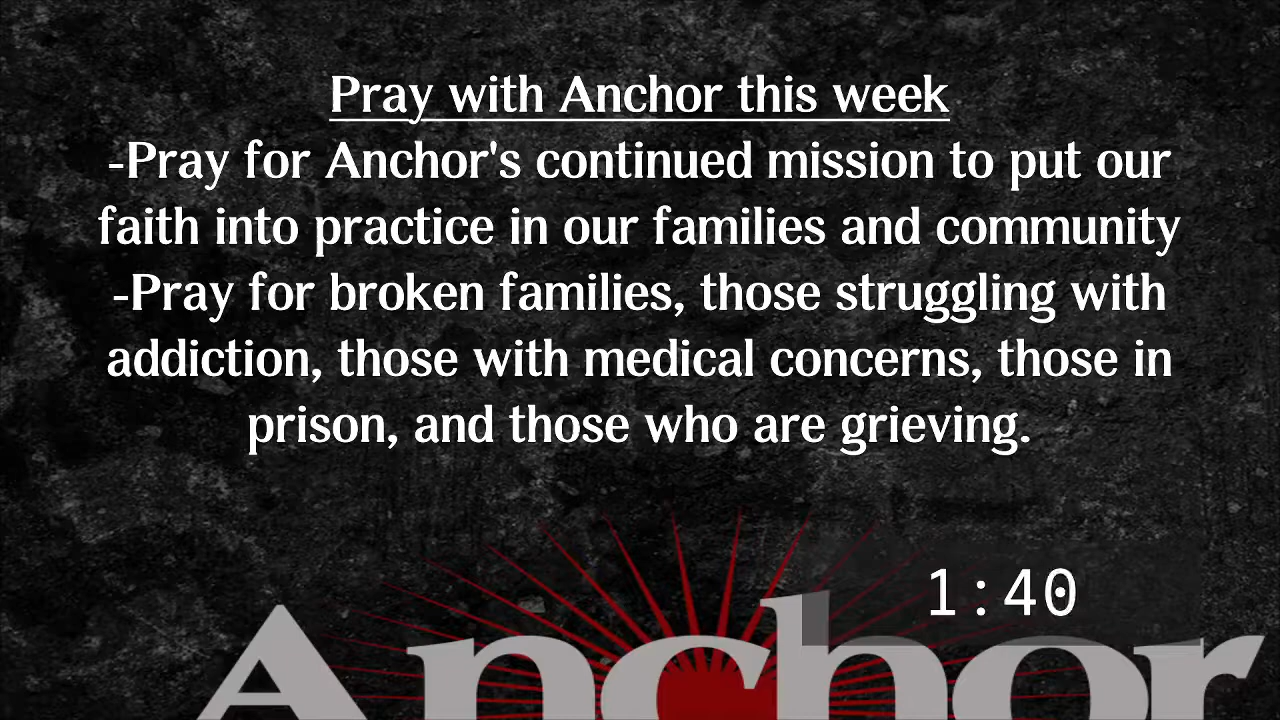 Pray with Anchor this week
-Pray for Anchor's continued mission to put our
faith into practice in our families and community
-Pray for broken families, those struggling with
addiction, those with medical concerns, those in
prison, and those who are grieving.
1:40
Anchor